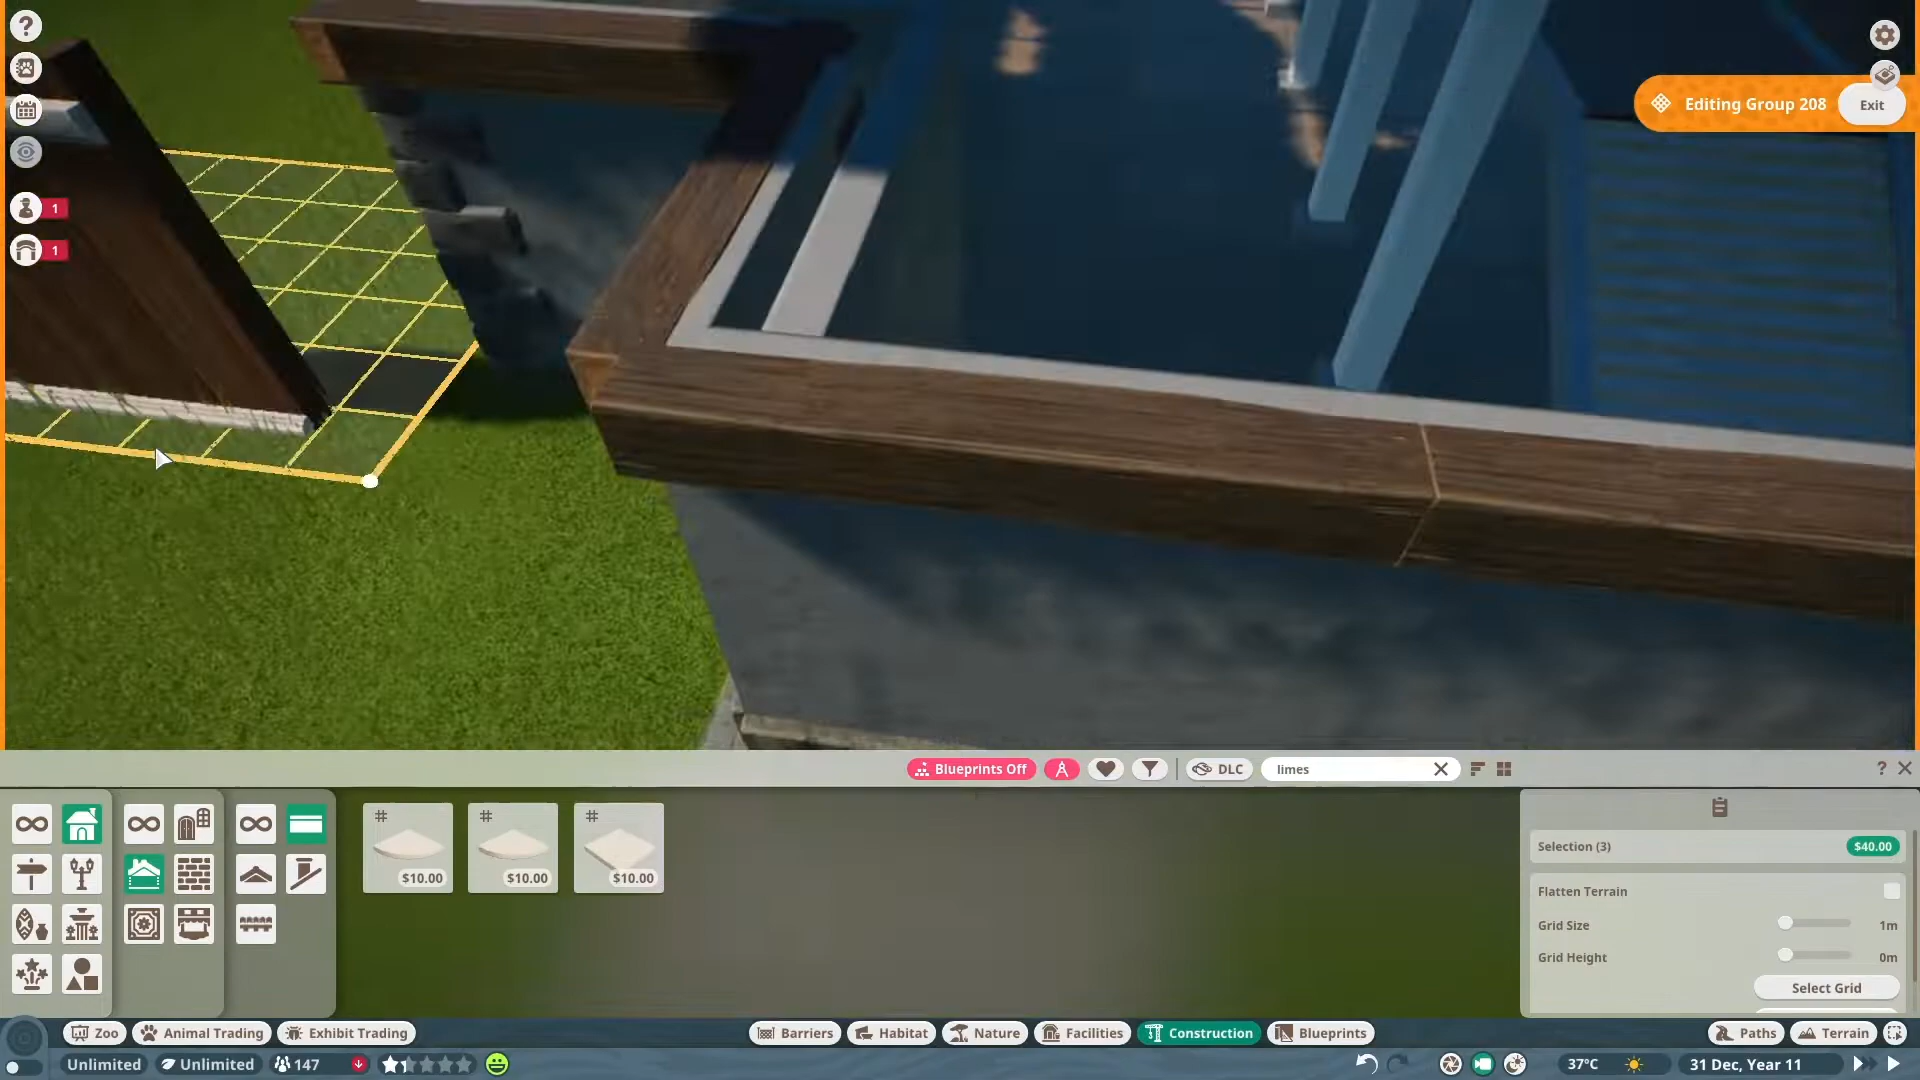 ?
Editing Group 208 Exit
1
1
Blueprints Off DLC limes ?
$10.00 $10.00 $10.00
Selection (3) $40.00
Flatten Terrain
Grid Size 1m
Grid Height 0m
Select Grid
Zoo Animal Trading Exhibit Trading Barriers Habitat Nature Facilities Construction Blueprints Paths Terrain
Unlimited Unlimited 147 37°C 31 Dec, Year 11